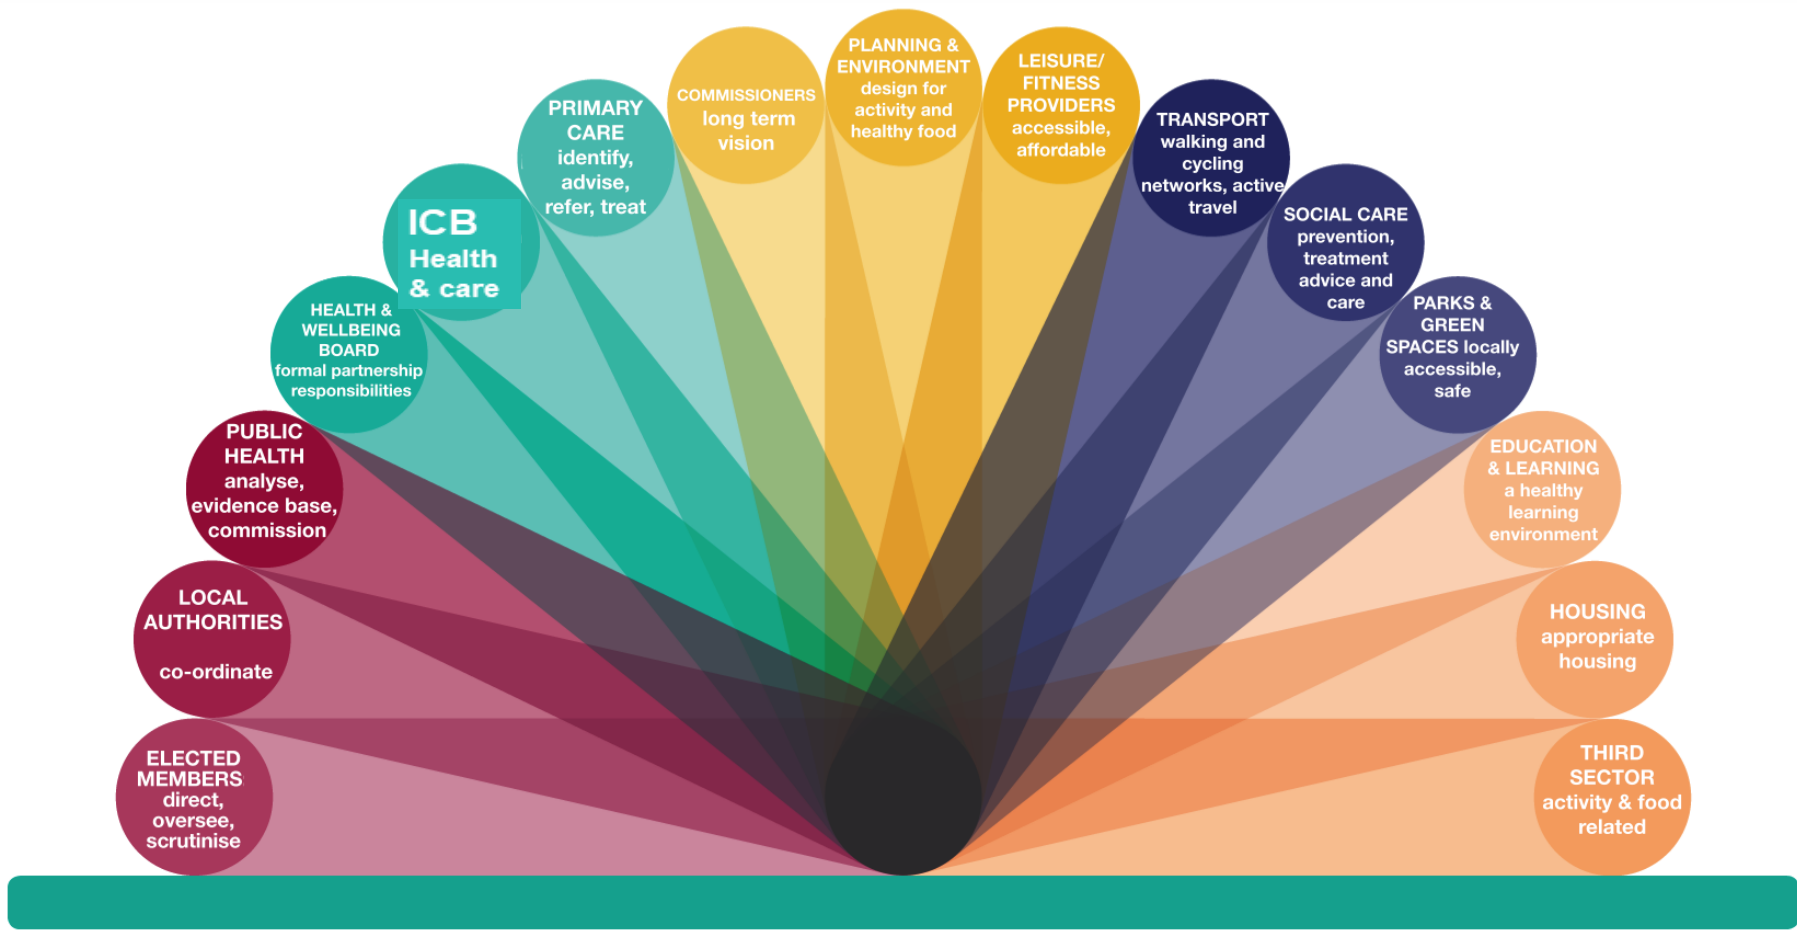 ELECTED
MEMBERS
direct,
oversee,
scrutinise
LOCAL
AUTHORITIES
co-ordinate
PUBLIC
HEALTH
analyse,
evidence base,
commission
HEALTH &
WELLBEING
BOARD
formal partnership
responsibilities
ICB
Health
& care
PRIMARY
CARE
identify,
advise,
refer, treat
COMMISSIONERS
long term
vision
PLANNING &
ENVIRONMENT
design for
activity and
healthy food
LEISURE/
FITNESS
PROVIDERS
accessible,
affordable
TRANSPORT
walking and
cycling
networks, active
travel
SOCIAL CARE
prevention,
treatment
advice and
care
PARKS &
GREEN
SPACES locally
accessible,
safe
EDUCATION
& LEARNING
a healthy
learning
environment
HOUSING
appropriate
housing
THIRD
SECTOR
activity & food
related